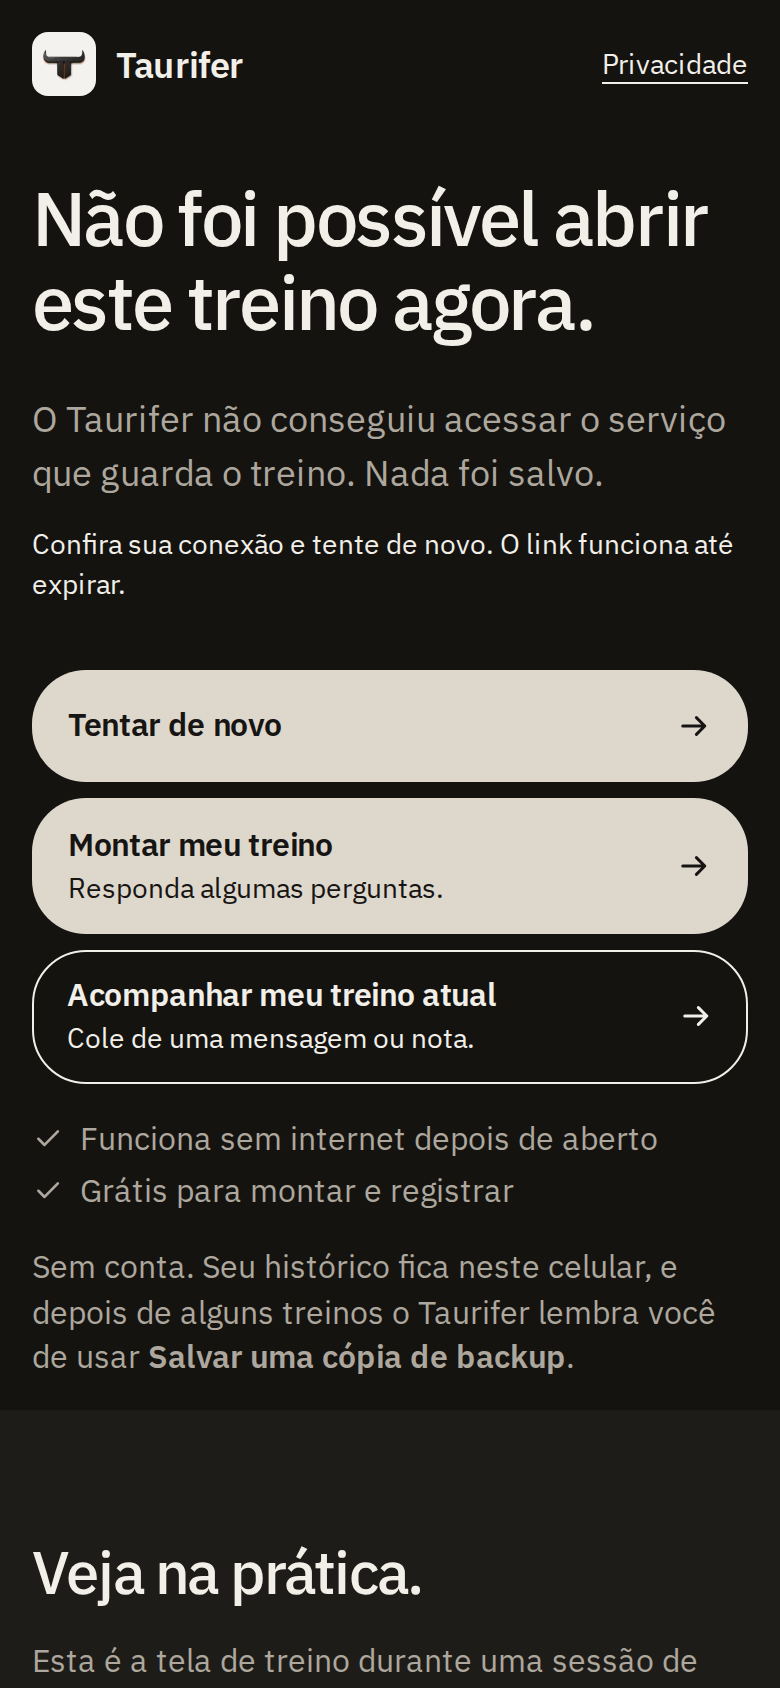 Taurifer
Privacidade
Não foi possível abrir
este treino agora.
O Taurifer não conseguiu acessar o serviço
que guarda o treino. Nada foi salvo.
Confira sua conexão e tente de novo. O link funciona até
expirar.
Tentar de novo
Montar meu treino
Responda algumas perguntas.
Acompanhar meu treino atual
Cole de uma mensagem ou nota.
Funciona sem internet depois de aberto
Grátis para montar e registrar
Sem conta. Seu histórico fica neste celular, e
depois de alguns treinos o Taurifer lembra você
de usar Salvar uma cópia de backup.
Veja na prática.
Esta é a tela de treino durante uma sessão de